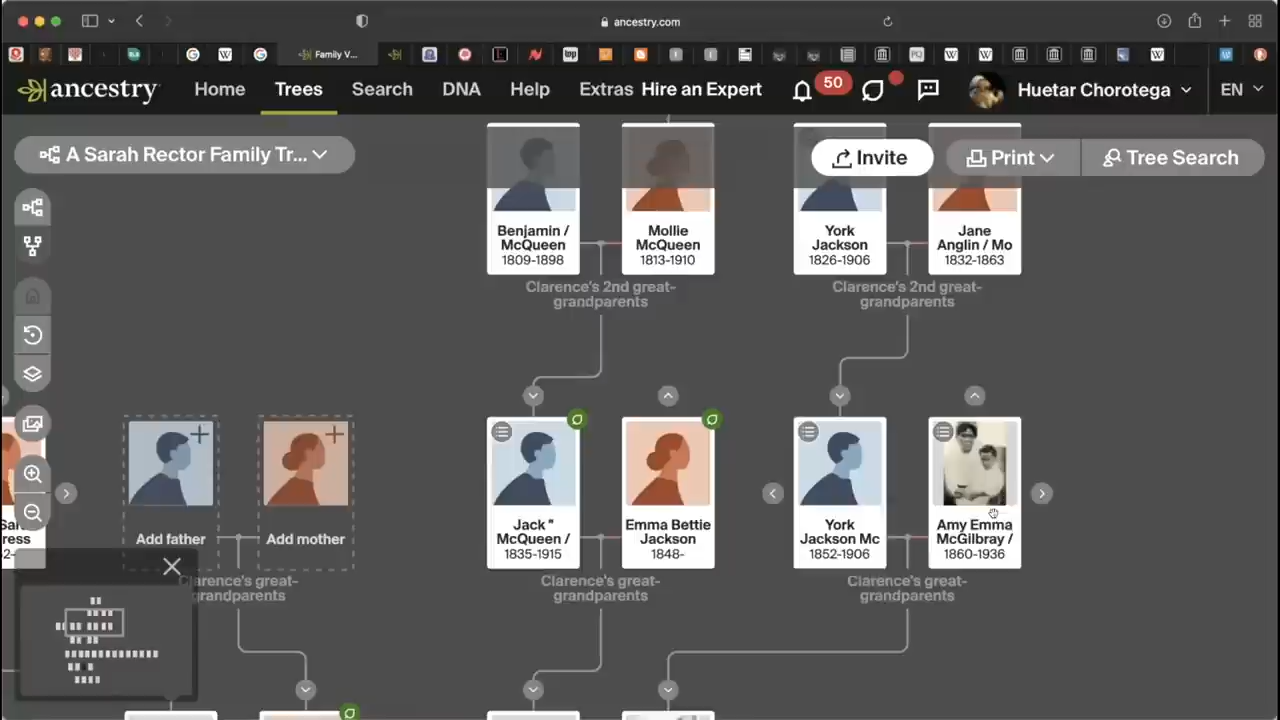 ancestry.com
Family V...
ancestry
Home
Trees
Search
DNA
Help
Extras
Hire an Expert
50
Huetar Chorotega
EN
A Sarah Rector Family Tr...
Invite
Print
Tree Search
Benjamin /
McQueen
1809-1898
Mollie
McQueen
1813-1910
York
Jackson
1826-1906
Jane
Anglin / Mo
1832-1863
Clarence's 2nd great-
grandparents
Clarence's 2nd great-
grandparents
Add father
Add mother
Jack "
McQueen /
1835-1915
Emma Bettie
Jackson
1848-
York
Jackson Mc
1852-1906
Amy Emma
McGilbray /
1860-1936
Clarence's great-
grandparents
Clarence's great-
grandparents
Clarence's great-
grandparents